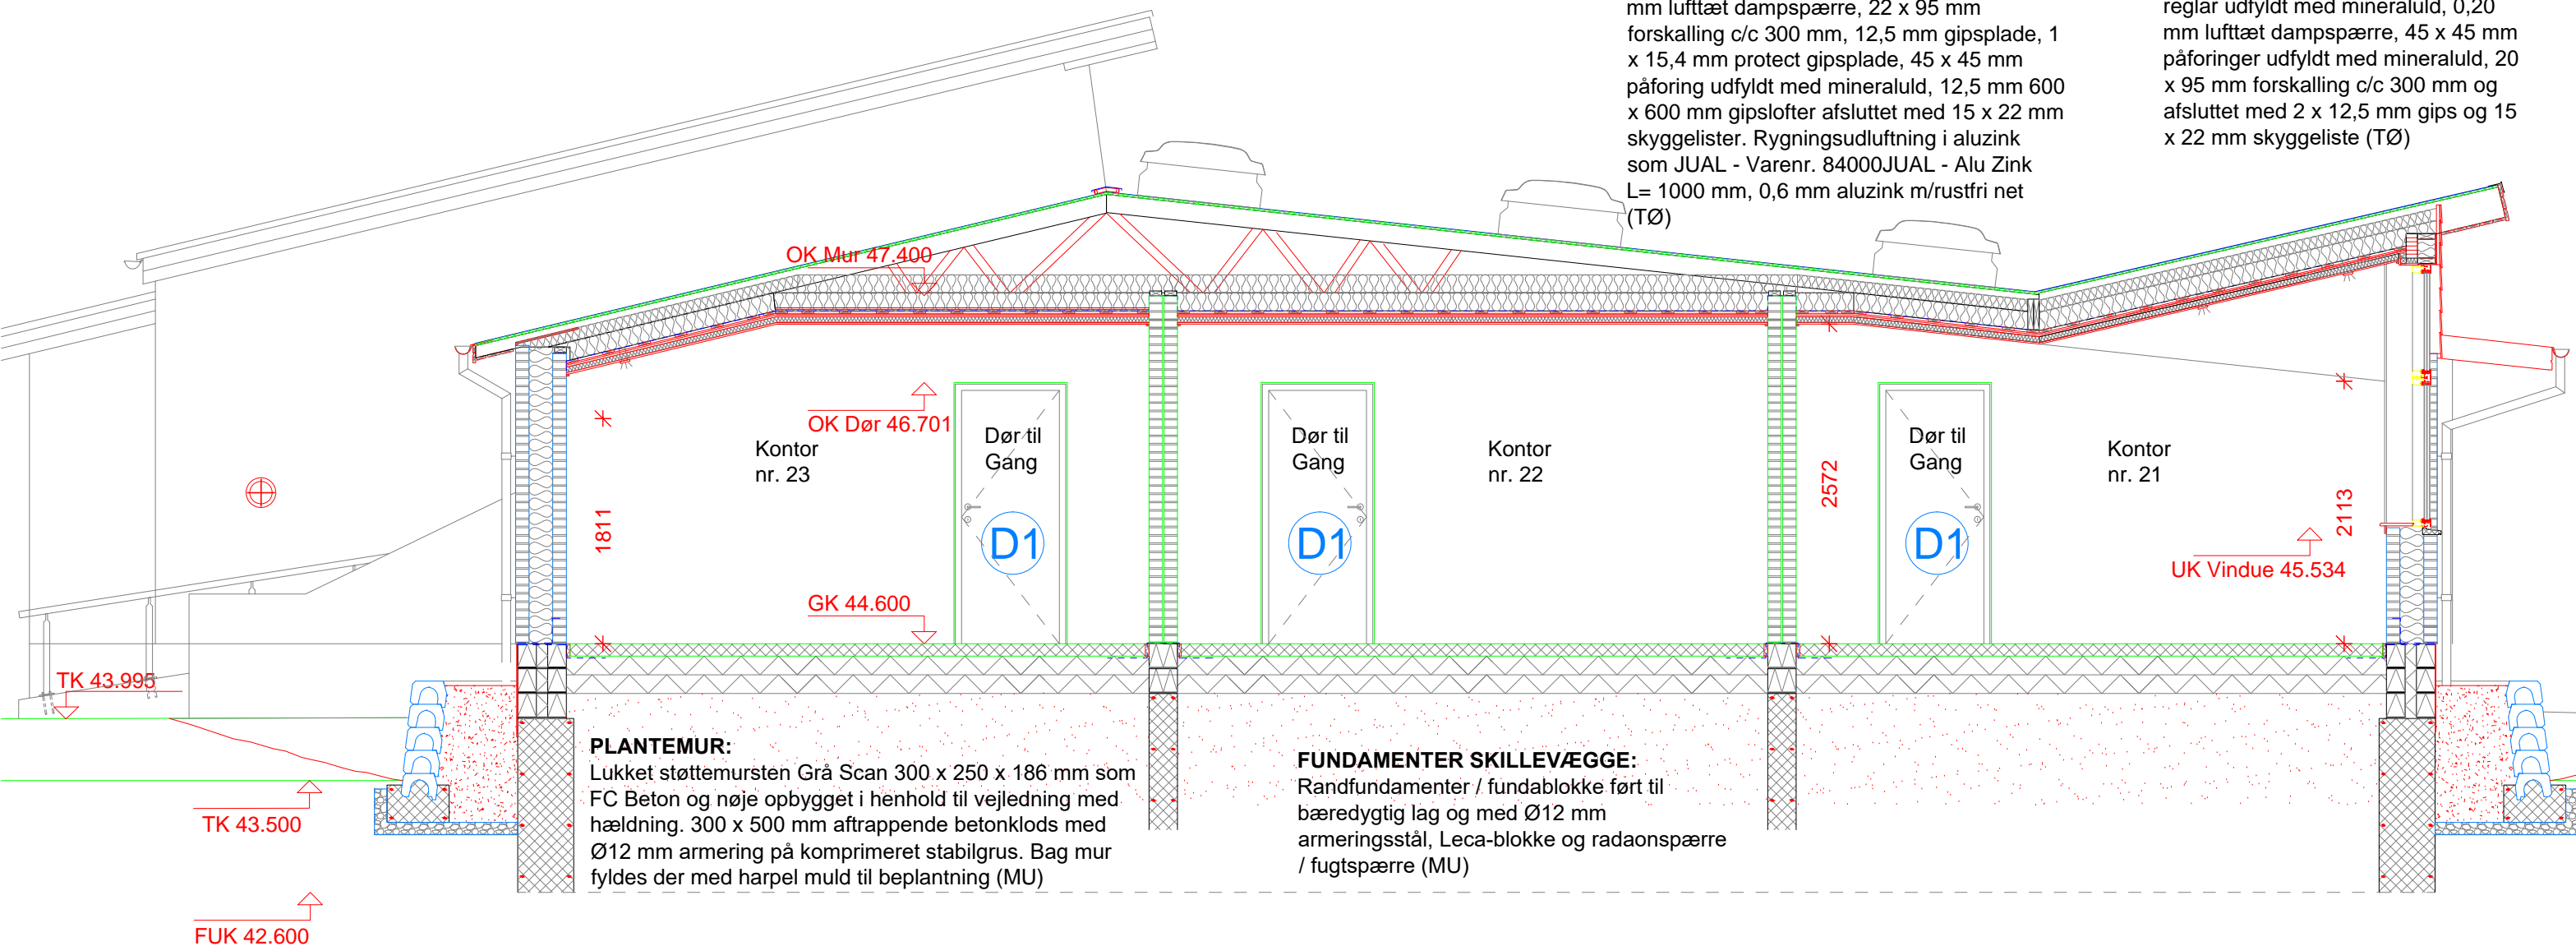 mm lufttæt dampspærre, 22 x 95 mm
forskalling c/c 300 mm, 12,5 mm gipsplade, 1
x 15,4 mm protect gipsplade, 45 x 45 mm
påforing udfyldt med mineraluld, 12,5 mm 600
x 600 mm gipslofter afsluttet med 15 x 22 mm
skyggelister. Rygningsudluftning i aluzink
som JUAL - Varenr. 84000JUAL - Alu Zink
L= 1000 mm, 0,6 mm aluzink m/rustfri net
(TØ)
reglar udfyldt med mineraluld, 0,20
mm lufttæt dampspærre, 45 x 45 mm
påforinger udfyldt med mineraluld, 20
x 95 mm forskalling c/c 300 mm og
afsluttet med 2 x 12,5 mm gips og 15
x 22 mm skyggeliste (TØ)
OK Mur 47.400
OK Dør 46.701
Kontor
nr. 23
Dør til
Gang
D1
1811
GK 44.600
Dør til
Gang
D1
Kontor
nr. 22
2572
Dør til
Gang
D1
Kontor
nr. 21
2113
UK Vindue 45.534
TK 43.995
TK 43.500
FUK 42.600
PLANTEMUR:
Lukket støttemursten Grå Scan 300 x 250 x 186 mm som
FC Beton og nøje opbygget i henhold til vejledning med
hældning. 300 x 500 mm aftrappende betonklods med
Ø12 mm armering på komprimeret stabilgrus. Bag mur
fyldes der med harpel muld til beplantning (MU)
FUNDAMENTER SKILLEVÆGGE:
Randfundamenter / fundablokke ført til
bæredygtig lag og med Ø12 mm
armeringsstål, Leca-blokke og radaonspærre
/ fugtspærre (MU)